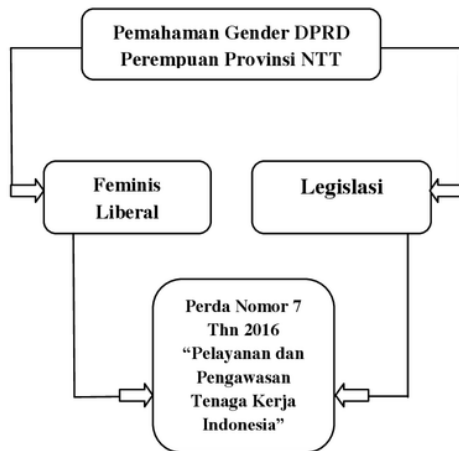 Pemahaman Gender DPRD
Perempuan Provinsi NTT
Feminis
Liberal
Legislasi
Perda Nomor 7
Thn 2016
“Pelayanan dan
Pengawasan
Tenaga Kerja
Indonesia”